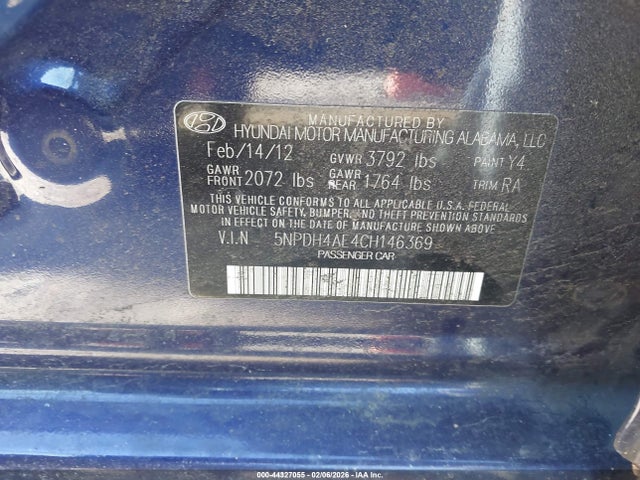 MANUFACTURED BY
HYUNDAI MOTOR MANUFACTURING ALABAMA, LLC
Feb/14/12 GVWR 3792 lbs PAINT Y4
GAWR FRONT 2072 lbs GAWR REAR 1764 lbs TRIM RA
THIS VEHICLE CONFORMS TO ALL APPLICABLE U.S.A. FEDERAL
MOTOR VEHICLE SAFETY, BUMPER, AND THEFT PREVENTION
STANDARDS IN EFFECT ON THE DATE OF MANUFACTURE SHOWN ABOVE.
V.I.N 5NPDH4AE4CH146369
PASSENGER CAR
000-44327055 - 02/06/2026 - IAA Inc.